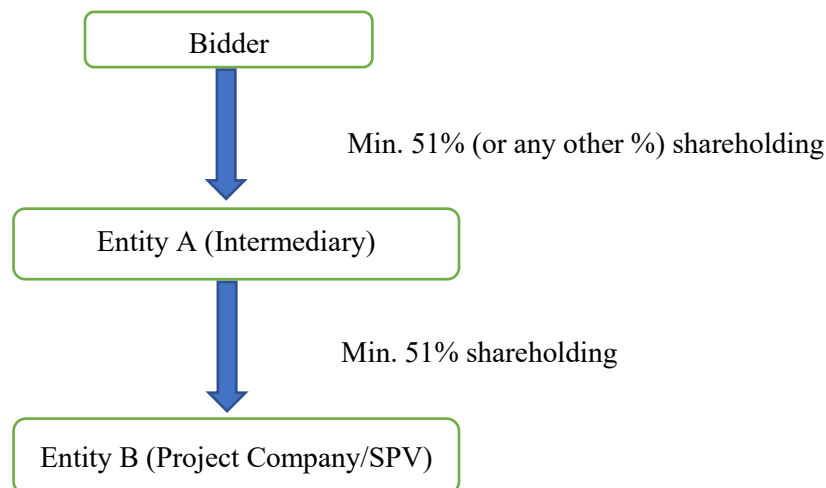 Bidder
Min. 51% (or any other %) shareholding
Entity A (Intermediary)
Min. 51% shareholding
Entity B (Project Company/SPV)